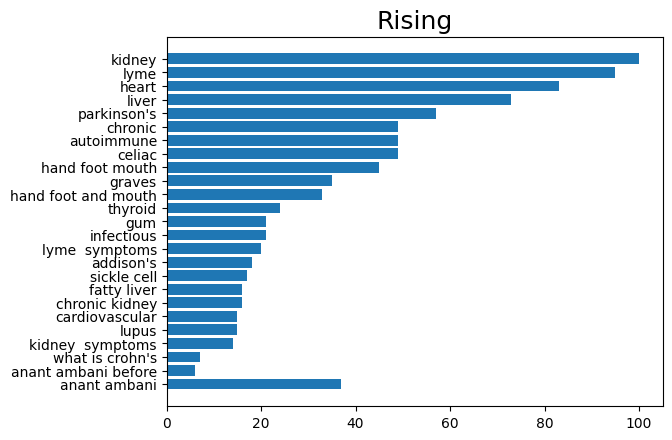 Rising
kidney
lyme
heart
liver
parkinson's
chronic
autoimmune
celiac
hand foot mouth
graves
hand foot and mouth
thyroid
gum
infectious
lyme  symptoms
addison's
sickle cell
fatty liver
chronic kidney
cardiovascular
lupus
kidney  symptoms
what is crohn's
anant ambani before
anant ambani
0 20 40 60 80 100